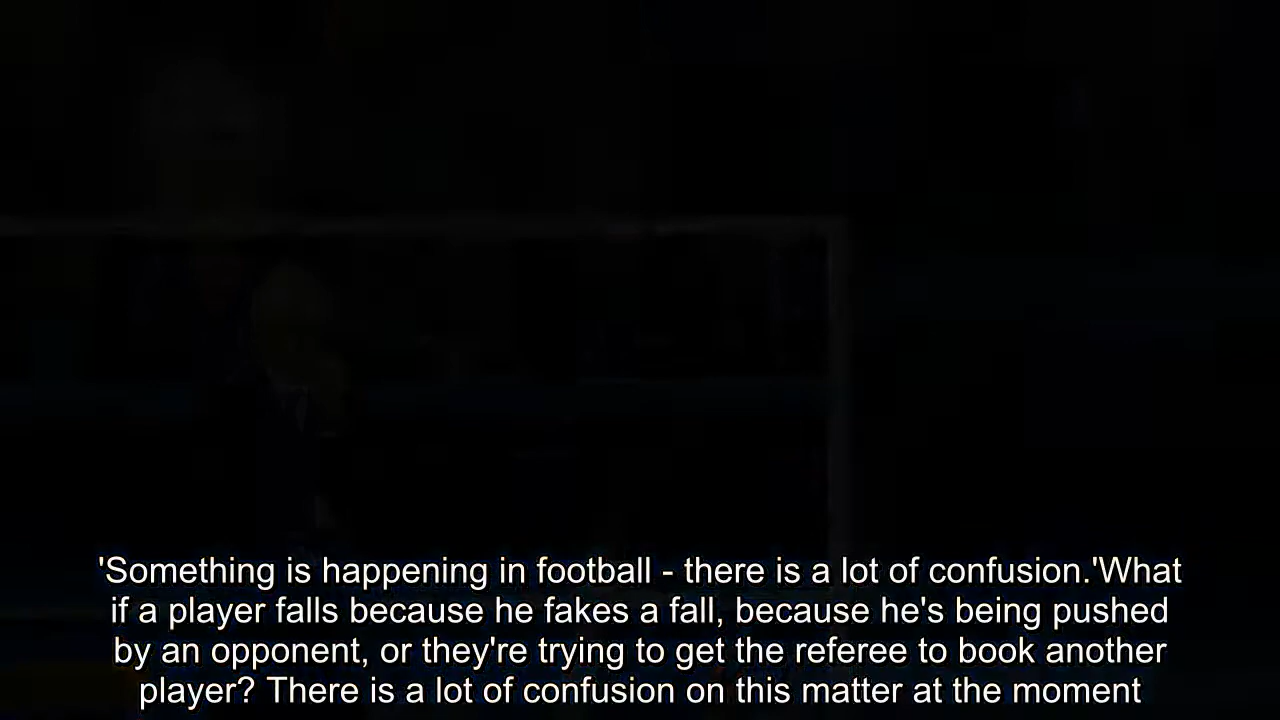 'Something is happening in football - there is a lot of confusion.'What
if a player falls because he fakes a fall, because he's being pushed
by an opponent, or they're trying to get the referee to book another
player? There is a lot of confusion on this matter at the moment